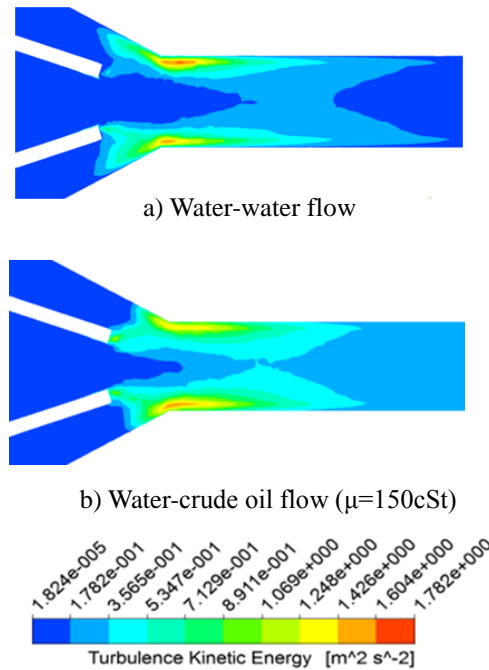 a) Water-water flow
b) Water-crude oil flow (μ=150cSt)
1.824e-005
1.782e-001
3.565e-001
5.347e-001
7.129e-001
8.911e-001
1.069e+000
1.248e+000
1.426e+000
1.604e+000
1.782e+000
Turbulence Kinetic Energy [m^2 s^-2]